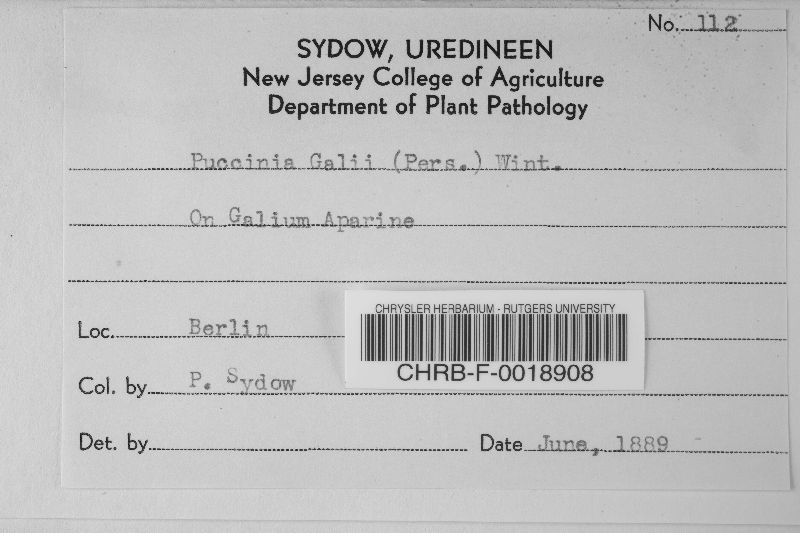 No. 112
SYDOW, UREDINEEN
New Jersey College of Agriculture
Department of Plant Pathology
Puccinia Galii (Pers.) Wint.
On Galium Aparine
Loc. Berlin
CHRYSLER HERBARIUM - RUTGERS UNIVERSITY
CHRB-F-0018908
Col. by P. Sydow
Det. by
Date June, 1889